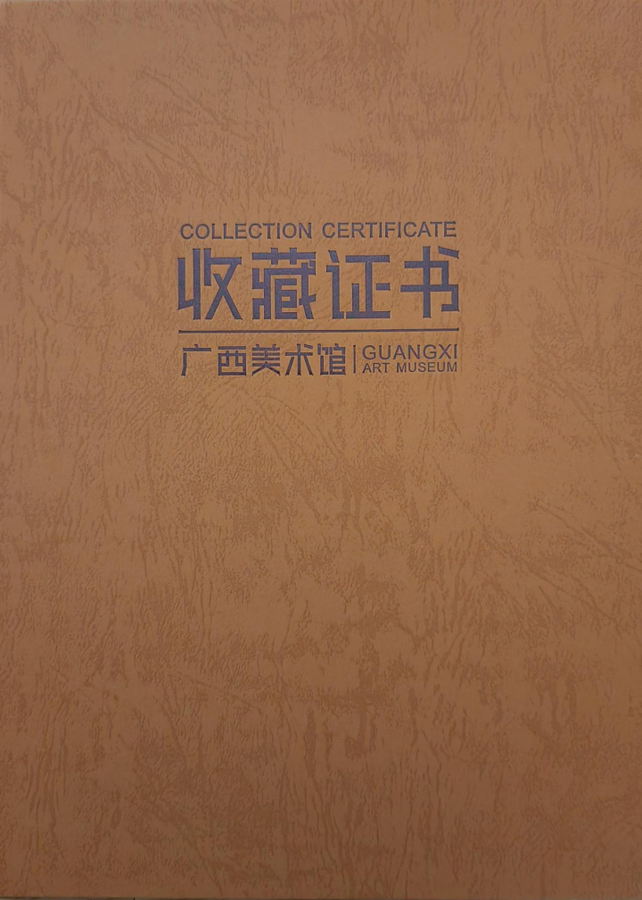 COLLECTION CERTIFICATE
收藏证书
广西美术馆|GUANGXI
ART MUSEUM